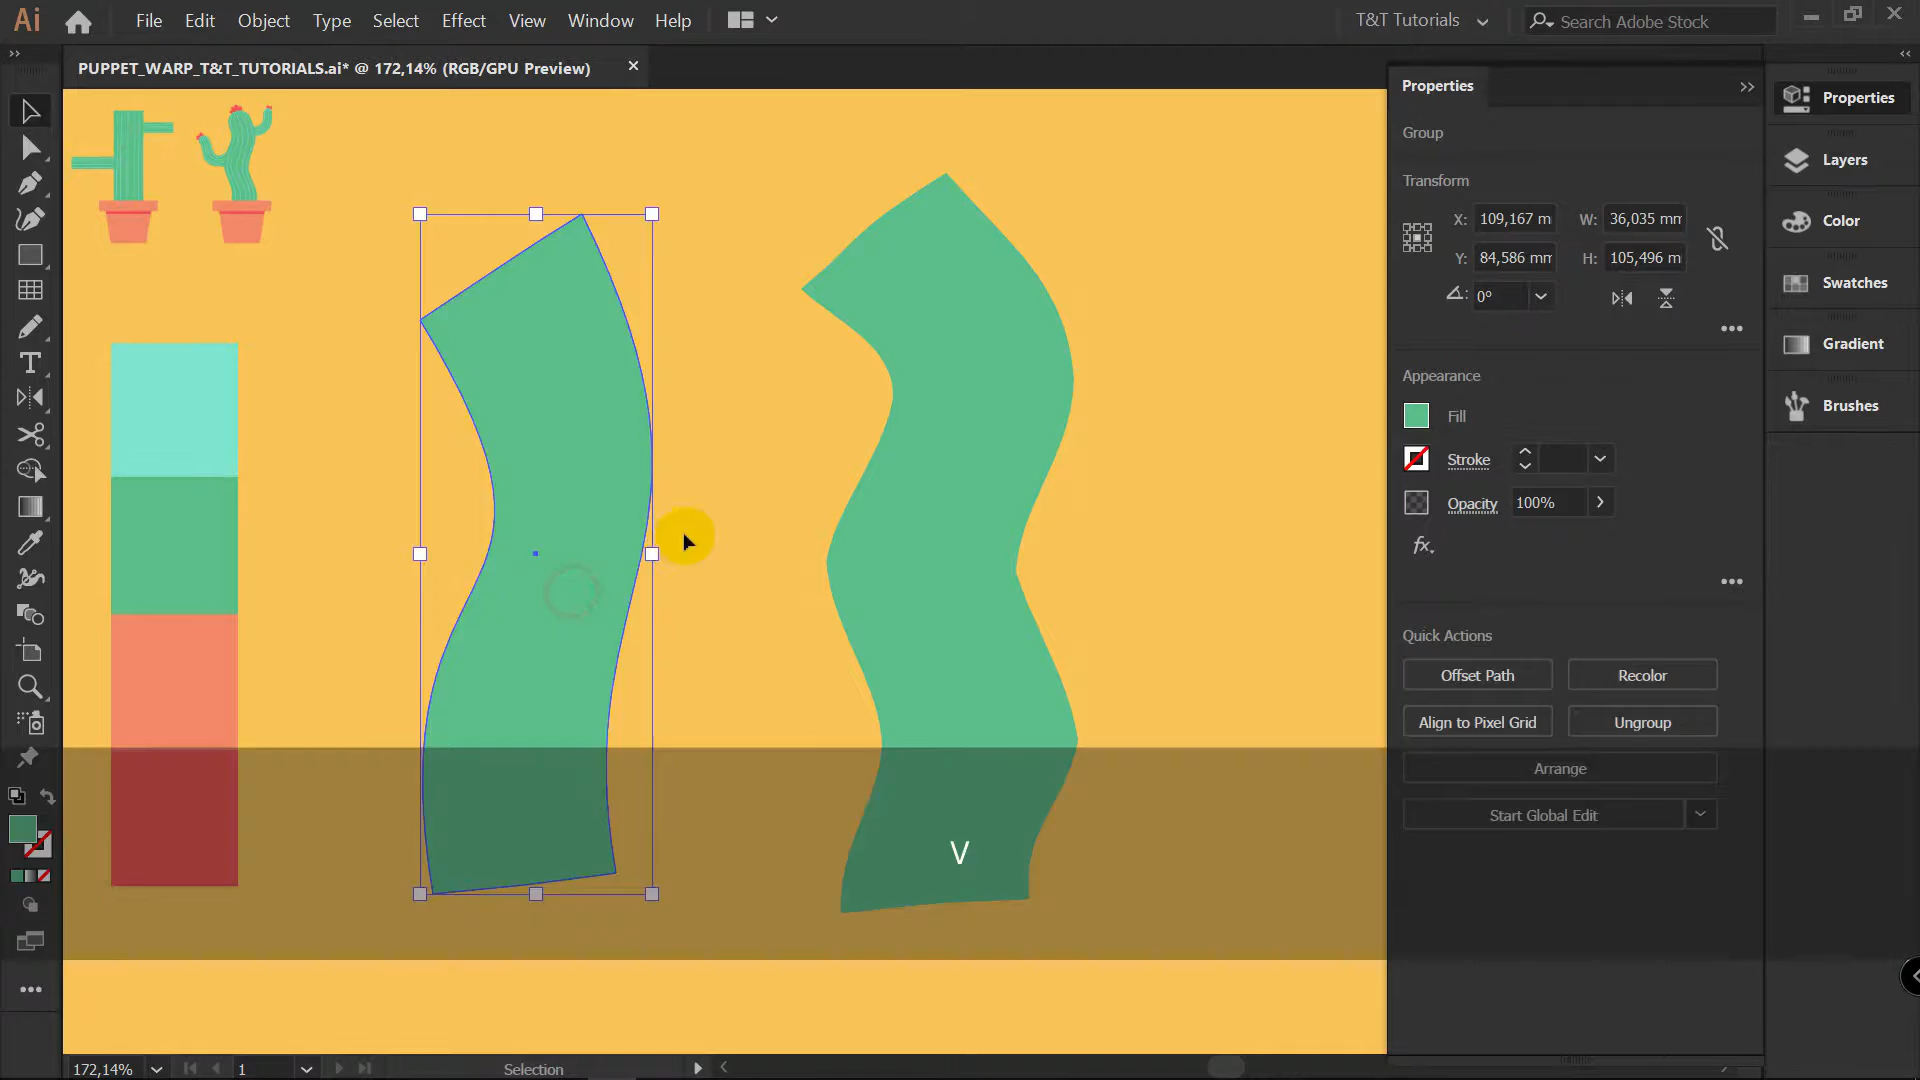 Ai File Edit Object Type Select Effect View Window Help T&T Tutorials Search Adobe Stock
PUPPET_WARP_T&T_TUTORIALS.ai* @ 172,14% (RGB/GPU Preview)
Properties
Group
Transform
X: 109,167 m W: 36,035 mm
Y: 84,586 mm H: 105,496 m
0°
Appearance
Fill
Stroke
Opacity 100%
fx
Quick Actions
Offset Path Recolor
Align to Pixel Grid Ungroup
Arrange
Start Global Edit
Properties
Layers
Color
Swatches
Gradient
Brushes
V
172,14% 1 Selection